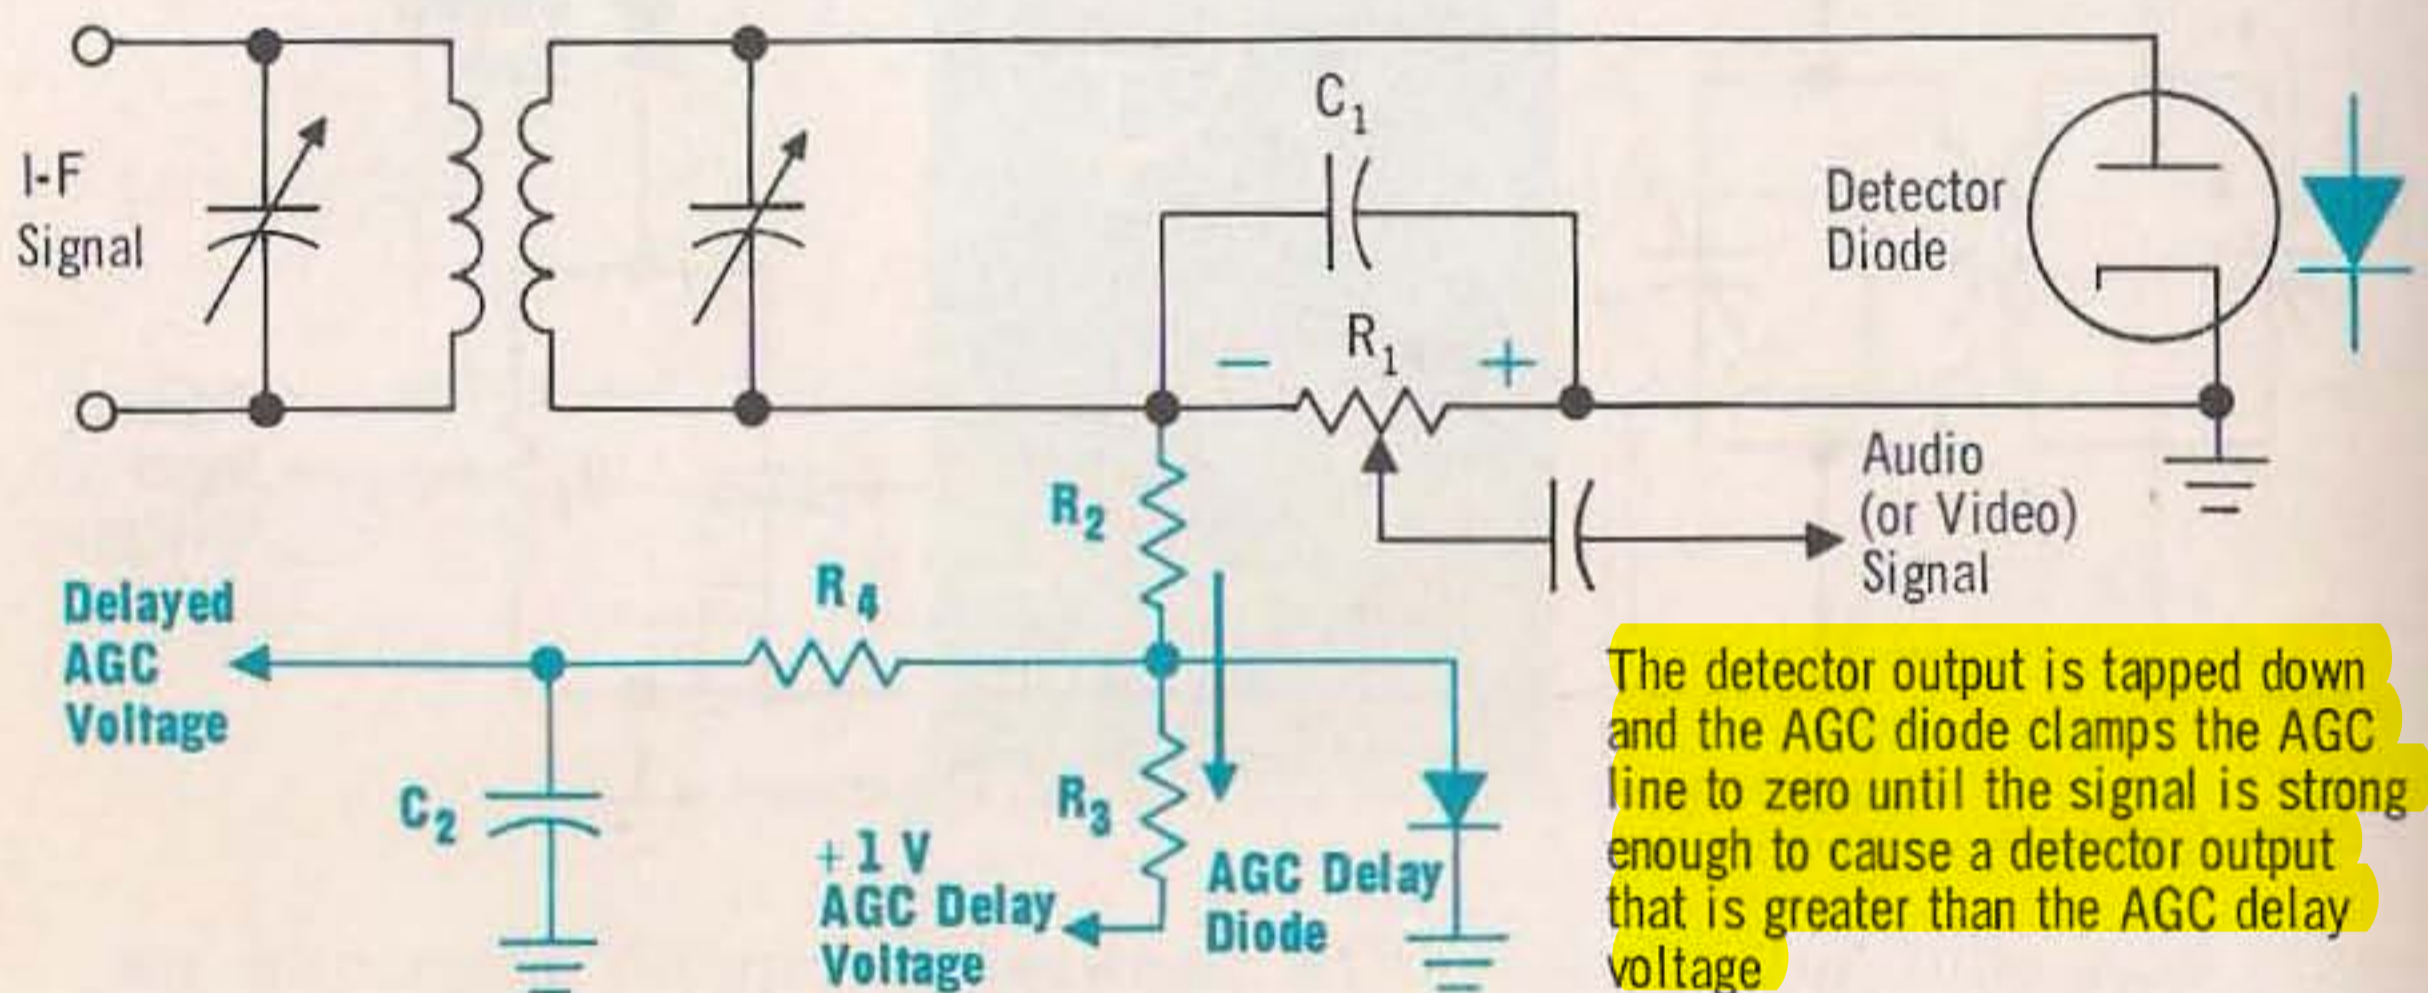 I-F
Signal
C1
R1
− +
Detector
Diode
Audio
(or Video)
Signal
R2
R4
Delayed
AGC
Voltage
C2
R3
+1 V
AGC Delay
Voltage
AGC Delay
Diode
The detector output is tapped down
and the AGC diode clamps the AGC
line to zero until the signal is strong
enough to cause a detector output
that is greater than the AGC delay
voltage